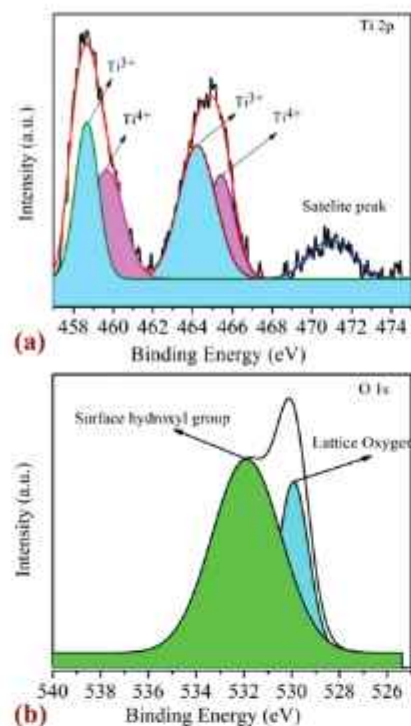 Ti 2p
Ti3+
Ti4+
Ti3+
Ti4+
Satelite peak
Intensity (a.u.)
458 460 462 464 466 468 470 472 474
Binding Energy (eV)
(a)
O 1s
Surface hydroxyl group
Lattice Oxygen
Intensity (a.u.)
540 538 536 534 532 530 528 526
Binding Energy (eV)
(b)